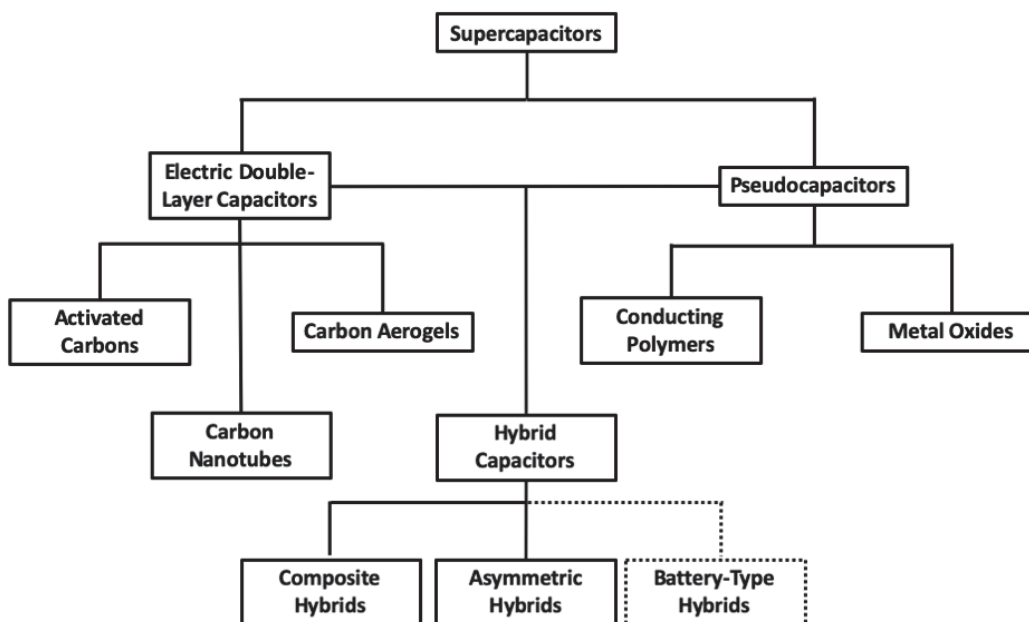 Supercapacitors
Electric Double-
Layer Capacitors
Pseudocapacitors
Activated
Carbons
Carbon Aerogels
Conducting
Polymers
Metal Oxides
Carbon
Nanotubes
Hybrid
Capacitors
Composite
Hybrids
Asymmetric
Hybrids
Battery-Type
Hybrids